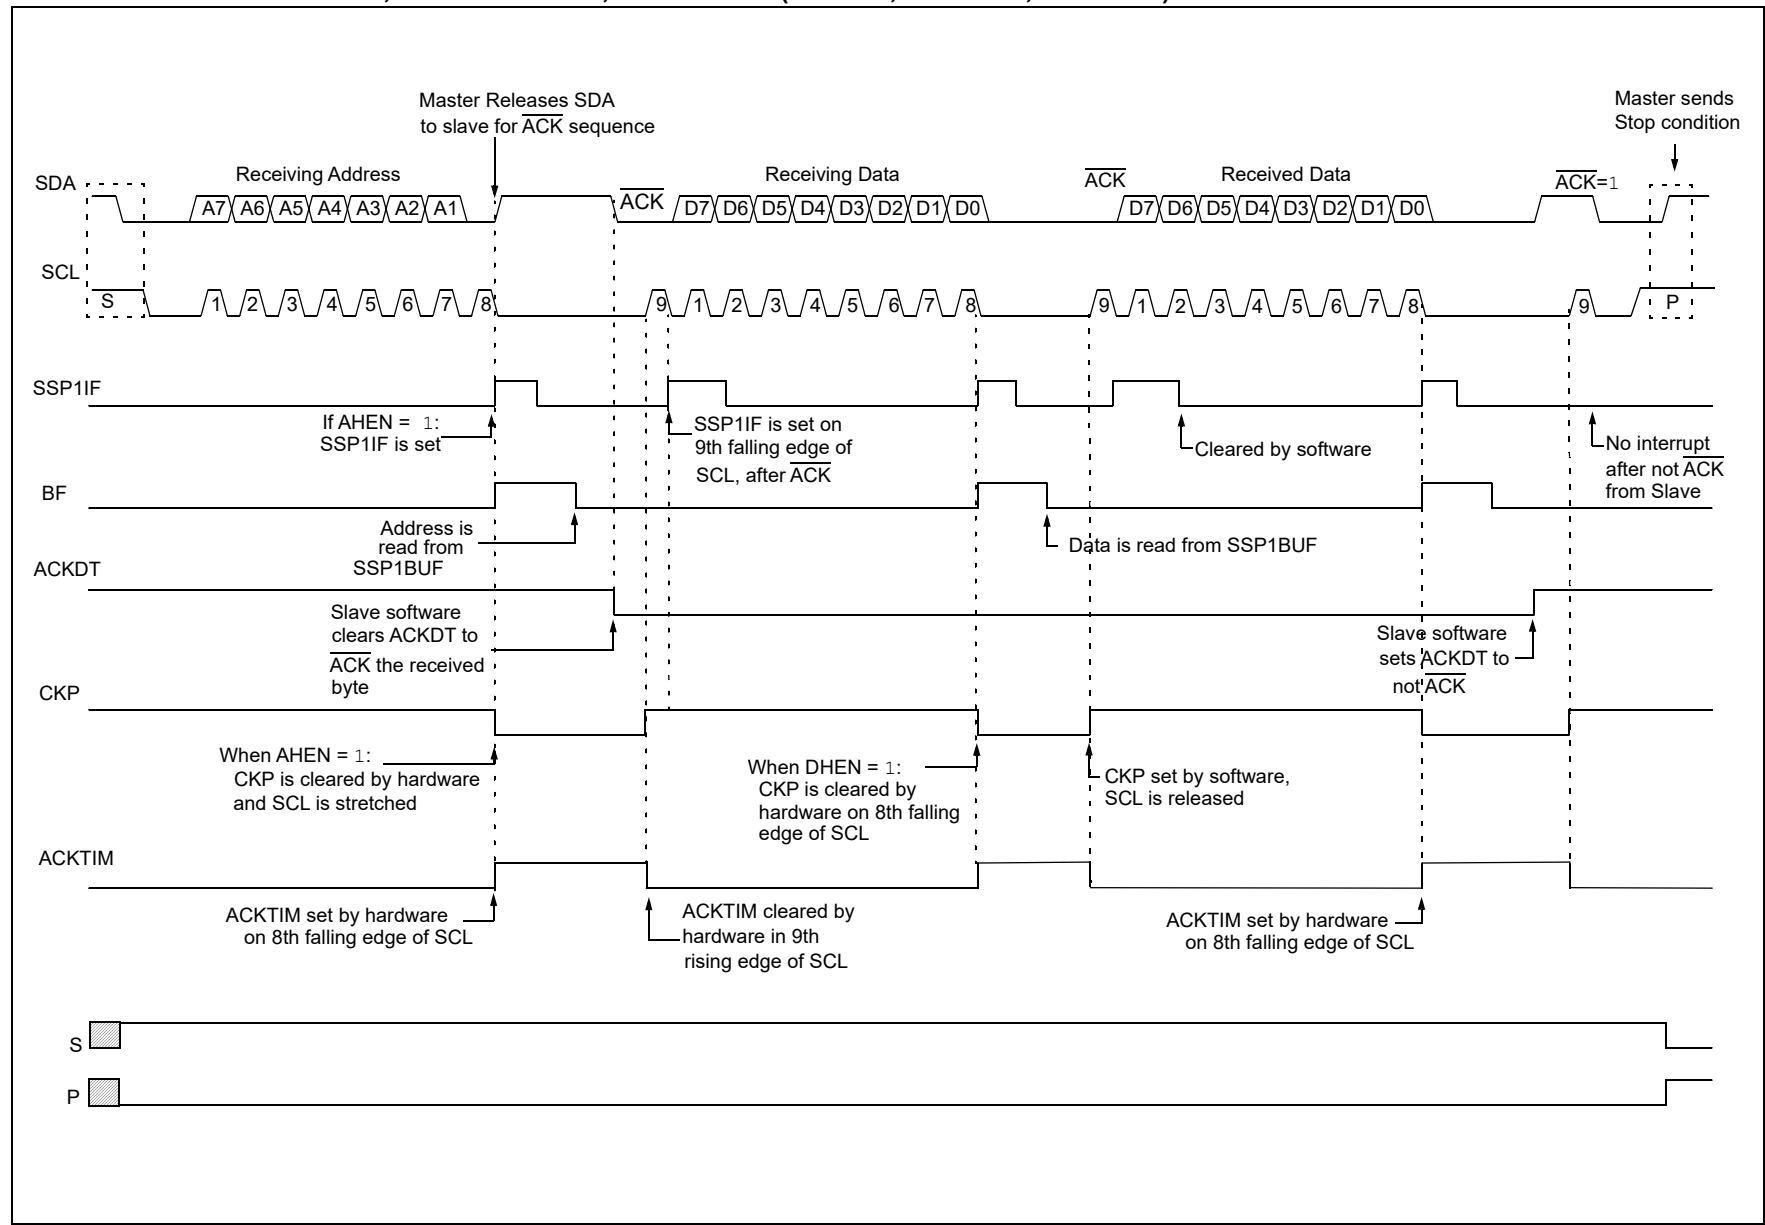 Master Releases SDA
to slave for ACK sequence
Master sends
Stop condition
SDA
Receiving Address
ACK
Receiving Data
ACK
Received Data
ACK=1
A7 A6 A5 A4 A3 A2 A1
D7 D6 D5 D4 D3 D2 D1 D0
D7 D6 D5 D4 D3 D2 D1 D0
SCL
S 1 2 3 4 5 6 7 8 9 1 2 3 4 5 6 7 8 9 1 2 3 4 5 6 7 8 9 P
SSP1IF
If AHEN = 1:
SSP1IF is set
SSP1IF is set on
9th falling edge of
SCL, after ACK
Cleared by software
No interrupt
after not ACK
from Slave
BF
Address is
read from
SSP1BUF
Data is read from SSP1BUF
ACKDT
Slave software
clears ACKDT to
ACK the received
byte
Slave software
sets ACKDT to
not ACK
CKP
When AHEN = 1:
CKP is cleared by hardware
and SCL is stretched
When DHEN = 1:
CKP is cleared by
hardware on 8th falling
edge of SCL
CKP set by software,
SCL is released
ACKTIM
ACKTIM set by hardware
on 8th falling edge of SCL
ACKTIM cleared by
hardware in 9th
rising edge of SCL
ACKTIM set by hardware
on 8th falling edge of SCL
S
P